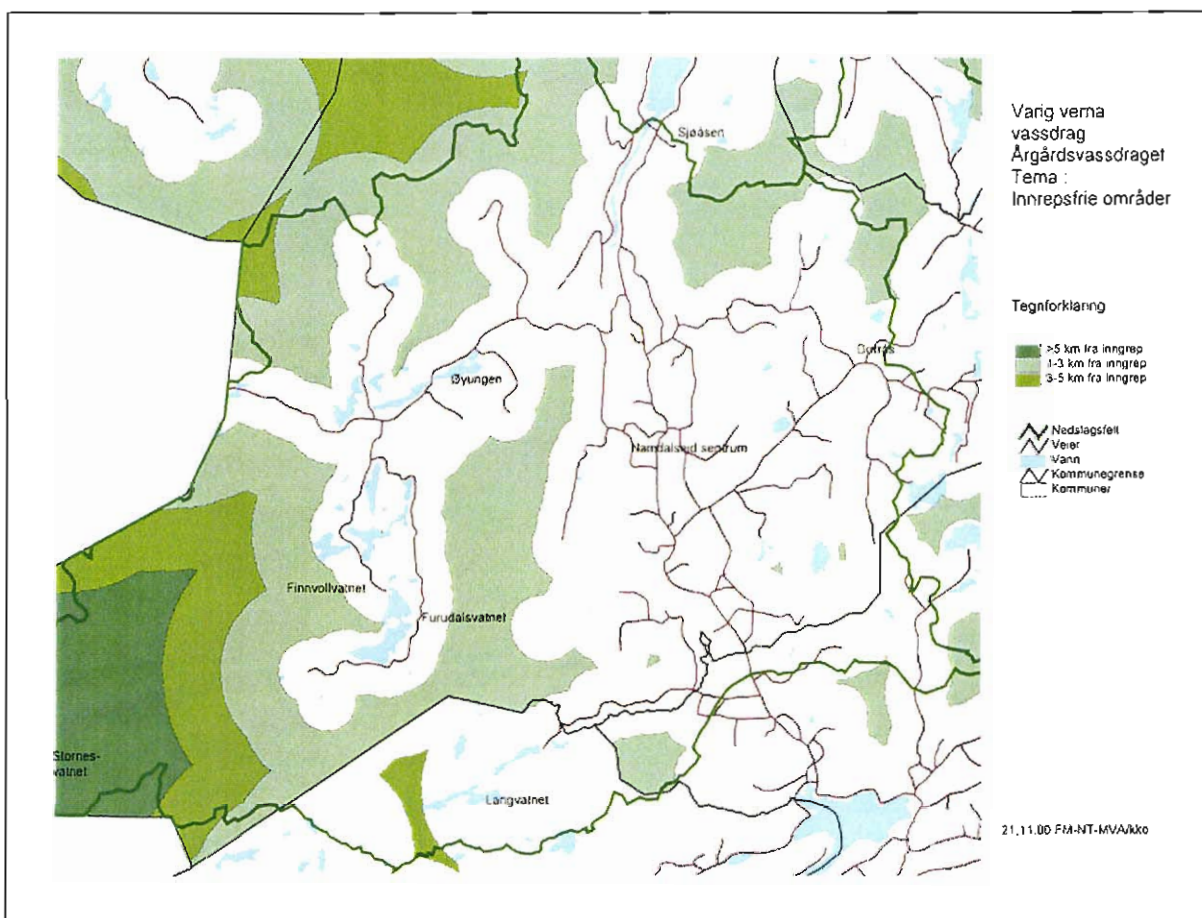 Varig verna
vassdrag
Årgårdsvassdraget
Tema :
Innrepsfrie områder
Tegnforklaring
>5 km fra inngrep
1-3 km fra inngrep
3-5 km fra inngrep
Nedslagsfelt
Veier
Vann
Kommunegrense
Kommuner
21.11.00 FM-NT-MVA/kko
Sjøåsen
Øyungen
Namdalseid sentrum
Finnvollvatnet
Furudalsvatnet
Stornes-
vatnet
Langvatnet